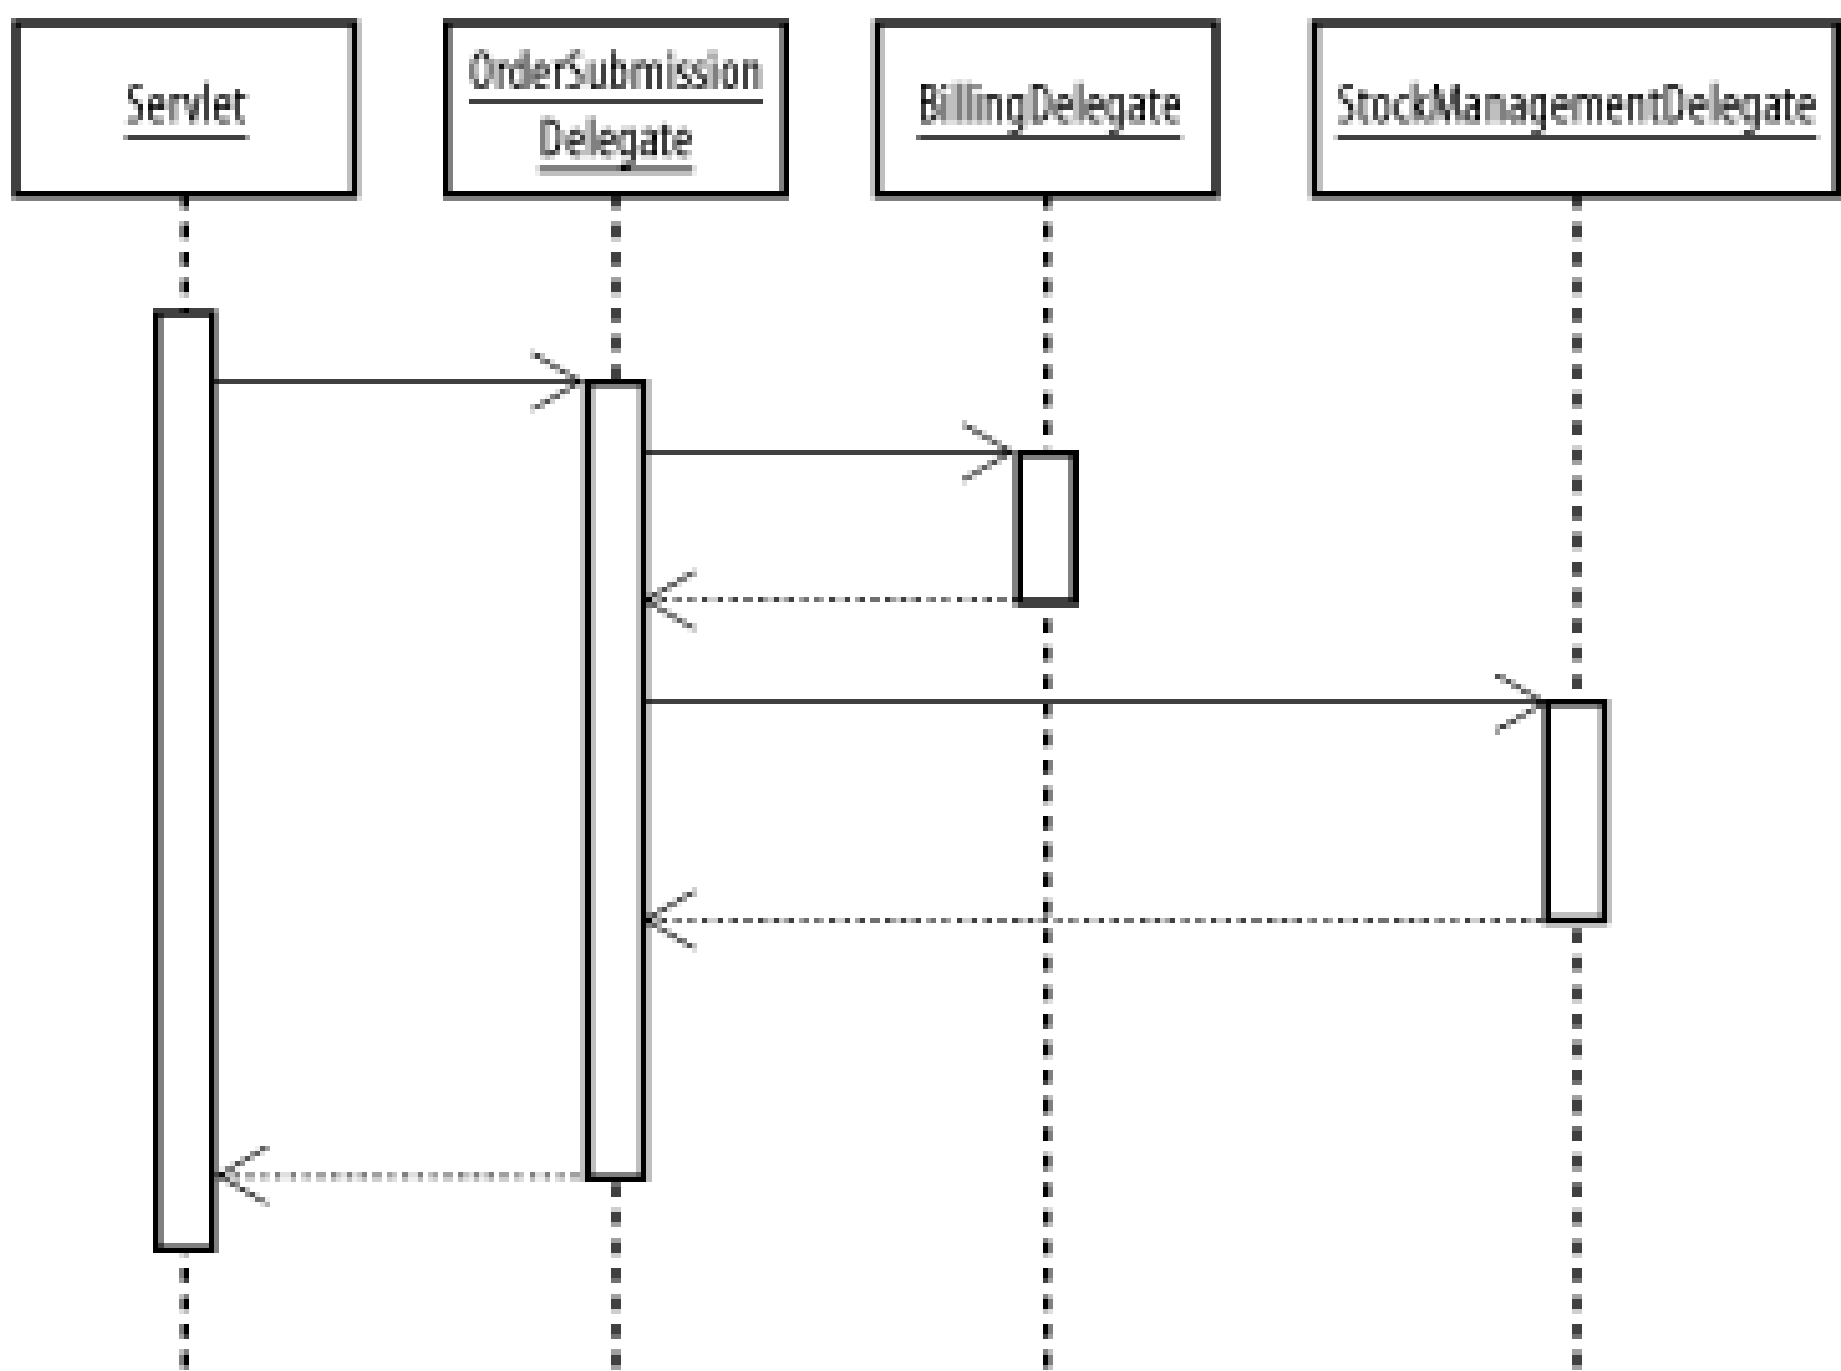 Servlet
OrderSubmission
Delegate
BillingDelegate
StockManagementDelegate